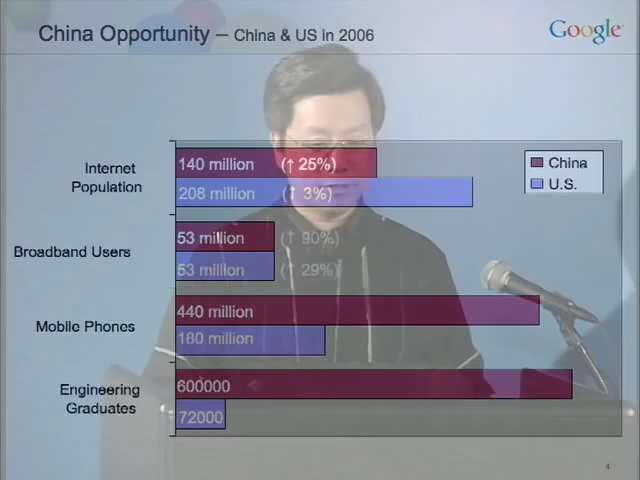 China Opportunity – China & US in 2006
Google
Internet
Population
140 million (↑ 25%)
208 million (↑ 3%)
China
U.S.
Broadband Users
53 million (↑ 90%)
53 million (↑ 29%)
Mobile Phones
440 million
180 million
Engineering
Graduates
600000
72000
4